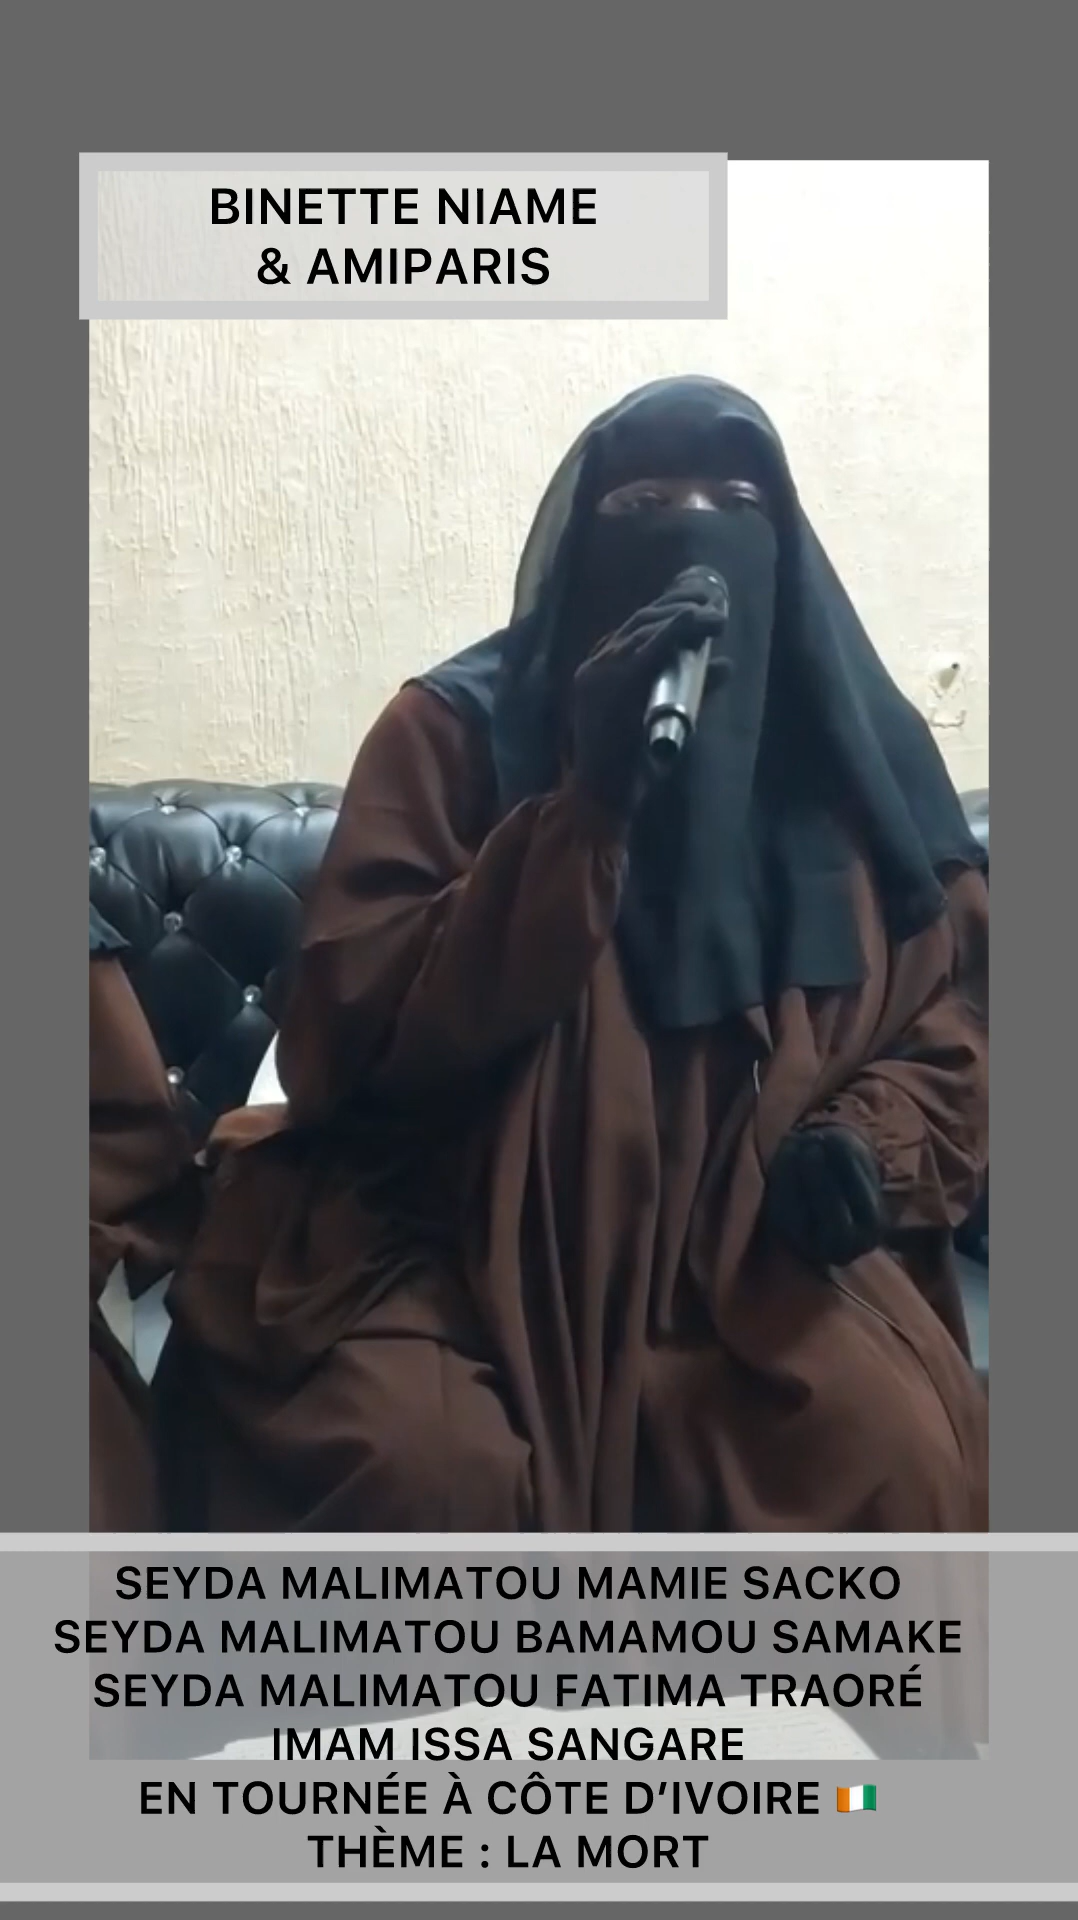 BINETTE NIAME
& AMIPARIS
SEYDA MALIMATOU MAMIE SACKO
SEYDA MALIMATOU BAMAMOU SAMAKE
SEYDA MALIMATOU FATIMA TRAORÉ
IMAM ISSA SANGARE
EN TOURNÉE À CÔTE D’IVOIRE 🇨🇮
THÈME : LA MORT